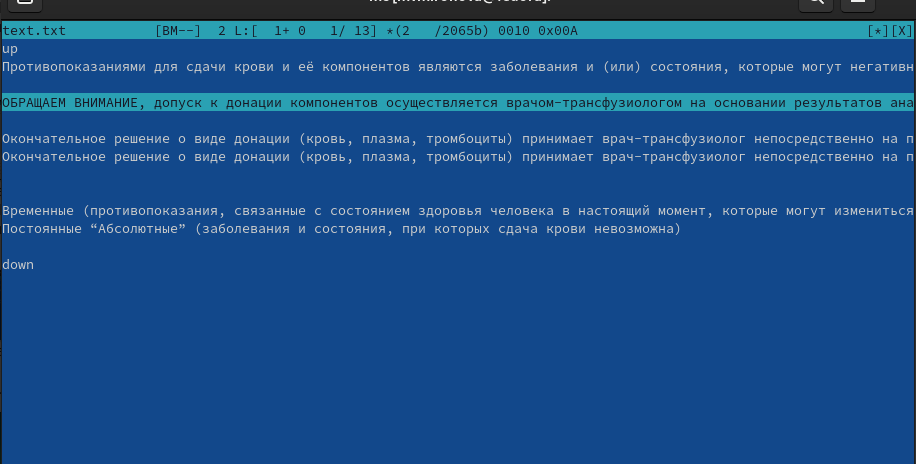 text.txt [BM--] 2 L:[ 1+ 0 1/ 13] *(2 /2065b) 0010 0x00A [*][X]
up
Противопоказаниями для сдачи крови и её компонентов являются заболевания и (или) состояния, которые могут негативн
ОБРАЩАЕМ ВНИМАНИЕ, допуск к донации компонентов осуществляется врачом-трансфузиологом на основании результатов ана
Окончательное решение о виде донации (кровь, плазма, тромбоциты) принимает врач-трансфузиолог непосредственно на п
Окончательное решение о виде донации (кровь, плазма, тромбоциты) принимает врач-трансфузиолог непосредственно на п
Временные (противопоказания, связанные с состоянием здоровья человека в настоящий момент, которые могут измениться
Постоянные “Абсолютные” (заболевания и состояния, при которых сдача крови невозможна)
down